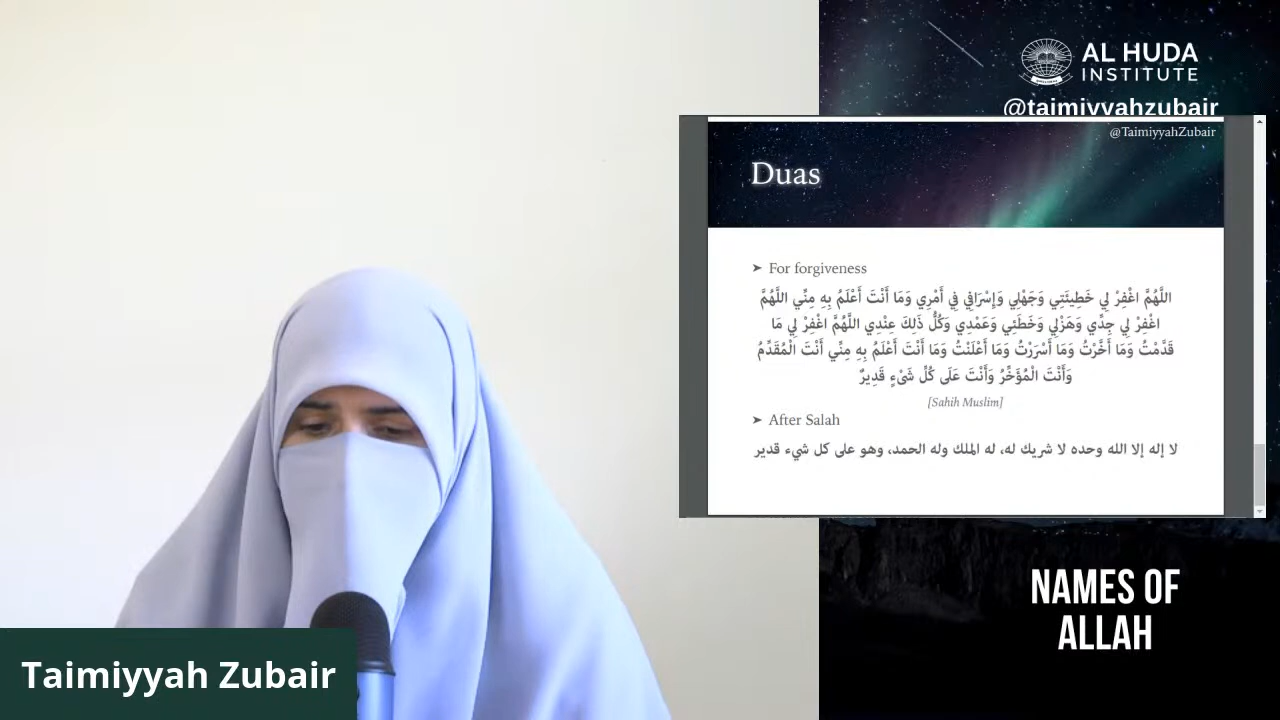 AL HUDA
INSTITUTE
@taimiyyahzubair
@TaimiyyahZubair
Duas
➤ For forgiveness
اللَّهُمَّ اغْفِرْ لِي خَطِيئَتِي وَجَهْلِي وَإِسْرَافِي فِي أَمْرِي وَمَا أَنْتَ أَعْلَمُ بِهِ مِنِّي اللَّهُمَّ
اغْفِرْ لِي جِدِّي وَهَزْلِي وَخَطَئِي وَعَمْدِي وَكُلُّ ذَلِكَ عِنْدِي اللَّهُمَّ اغْفِرْ لِي مَا
قَدَّمْتُ وَمَا أَخَّرْتُ وَمَا أَسْرَرْتُ وَمَا أَعْلَنْتُ وَمَا أَنْتَ أَعْلَمُ بِهِ مِنِّي أَنْتَ الْمُقَدِّمُ
وَأَنْتَ الْمُؤَخِّرُ وَأَنْتَ عَلَى كُلِّ شَىْءٍ قَدِيرٌ
[Sahih Muslim]
➤ After Salah
لا إله إلا الله وحده لا شريك له، له الملك وله الحمد، وهو على كل شيء قدير
NAMES OF
ALLAH
Taimiyyah Zubair